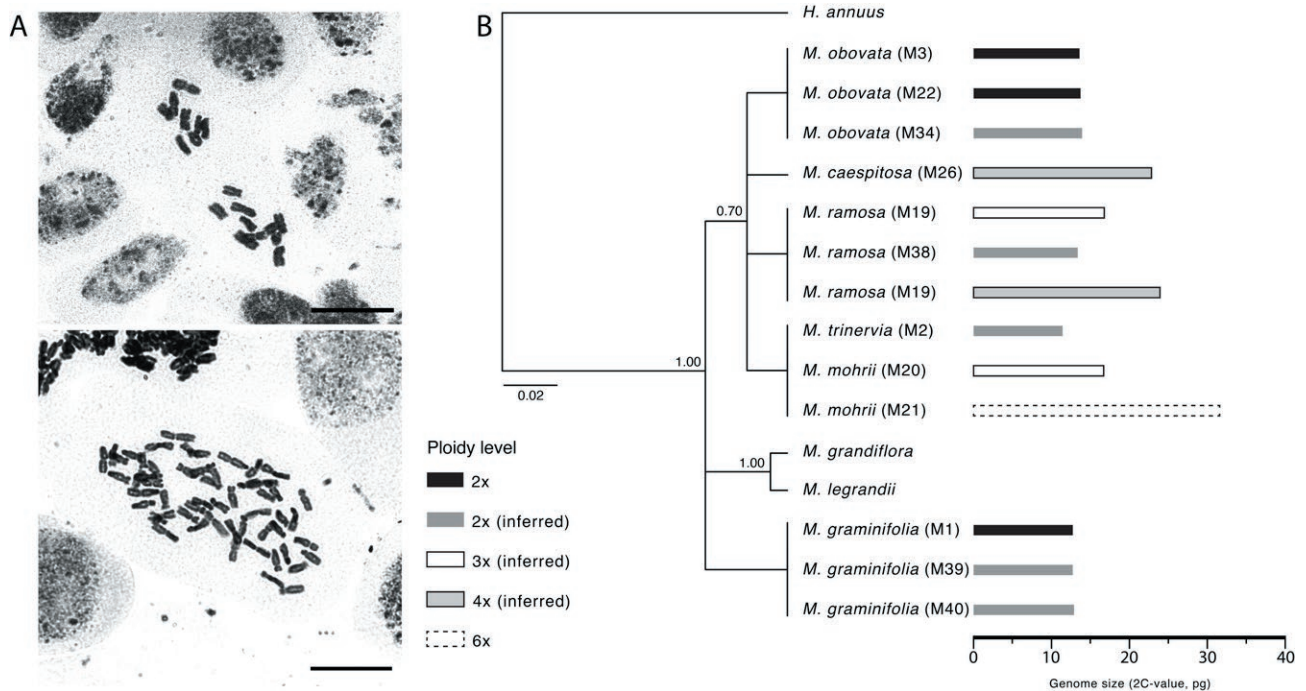 A
B
H. annuus
M. obovata (M3)
M. obovata (M22)
M. obovata (M34)
M. caespitosa (M26)
0.70
M. ramosa (M19)
M. ramosa (M38)
M. ramosa (M19)
M. trinervia (M2)
1.00
M. mohrii (M20)
0.02
M. mohrii (M21)
Ploidy level
2x
2x (inferred)
3x (inferred)
4x (inferred)
6x
1.00
M. grandiflora
M. legrandii
M. graminifolia (M1)
M. graminifolia (M39)
M. graminifolia (M40)
0 10 20 30 40
Genome size (2C-value, pg)